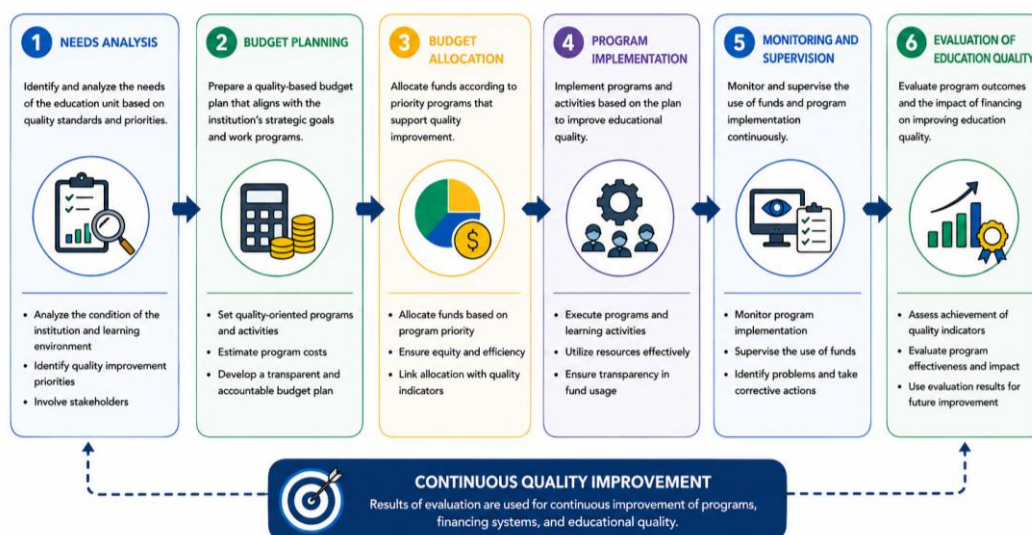 1 NEEDS ANALYSIS
Identify and analyze the needs
of the education unit based on
quality standards and priorities.
• Analyze the condition of the
institution and learning
environment
• Identify quality improvement
priorities
• Involve stakeholders
2 BUDGET PLANNING
Prepare a quality-based budget
plan that aligns with the
institution's strategic goals
and work programs.
• Set quality-oriented programs
and activities
• Estimate program costs
• Develop a transparent and
accountable budget plan
3 BUDGET
ALLOCATION
Allocate funds according to
priority programs that
support quality
improvement.
$
• Allocate funds based on
program priority
• Ensure equity and efficiency
• Link allocation with quality
indicators
4 PROGRAM
IMPLEMENTATION
Implement programs and
activities based on the plan
to improve educational
quality.
• Execute programs and
learning activities
• Utilize resources effectively
• Ensure transparency in
fund usage
5 MONITORING AND
SUPERVISION
Monitor and supervise the
use of funds and program
implementation
continuously.
• Monitor program
implementation
• Supervise the use of funds
• Identify problems and take
corrective actions
6 EVALUATION OF
EDUCATION QUALITY
Evaluate program outcomes
and the impact of financing
on improving education
quality.
• Assess achievement of
quality indicators
• Evaluate program
effectiveness and impact
• Use evaluation results for
future improvement
CONTINUOUS QUALITY IMPROVEMENT
Results of evaluation are used for continuous improvement of programs,
financing systems, and educational quality.